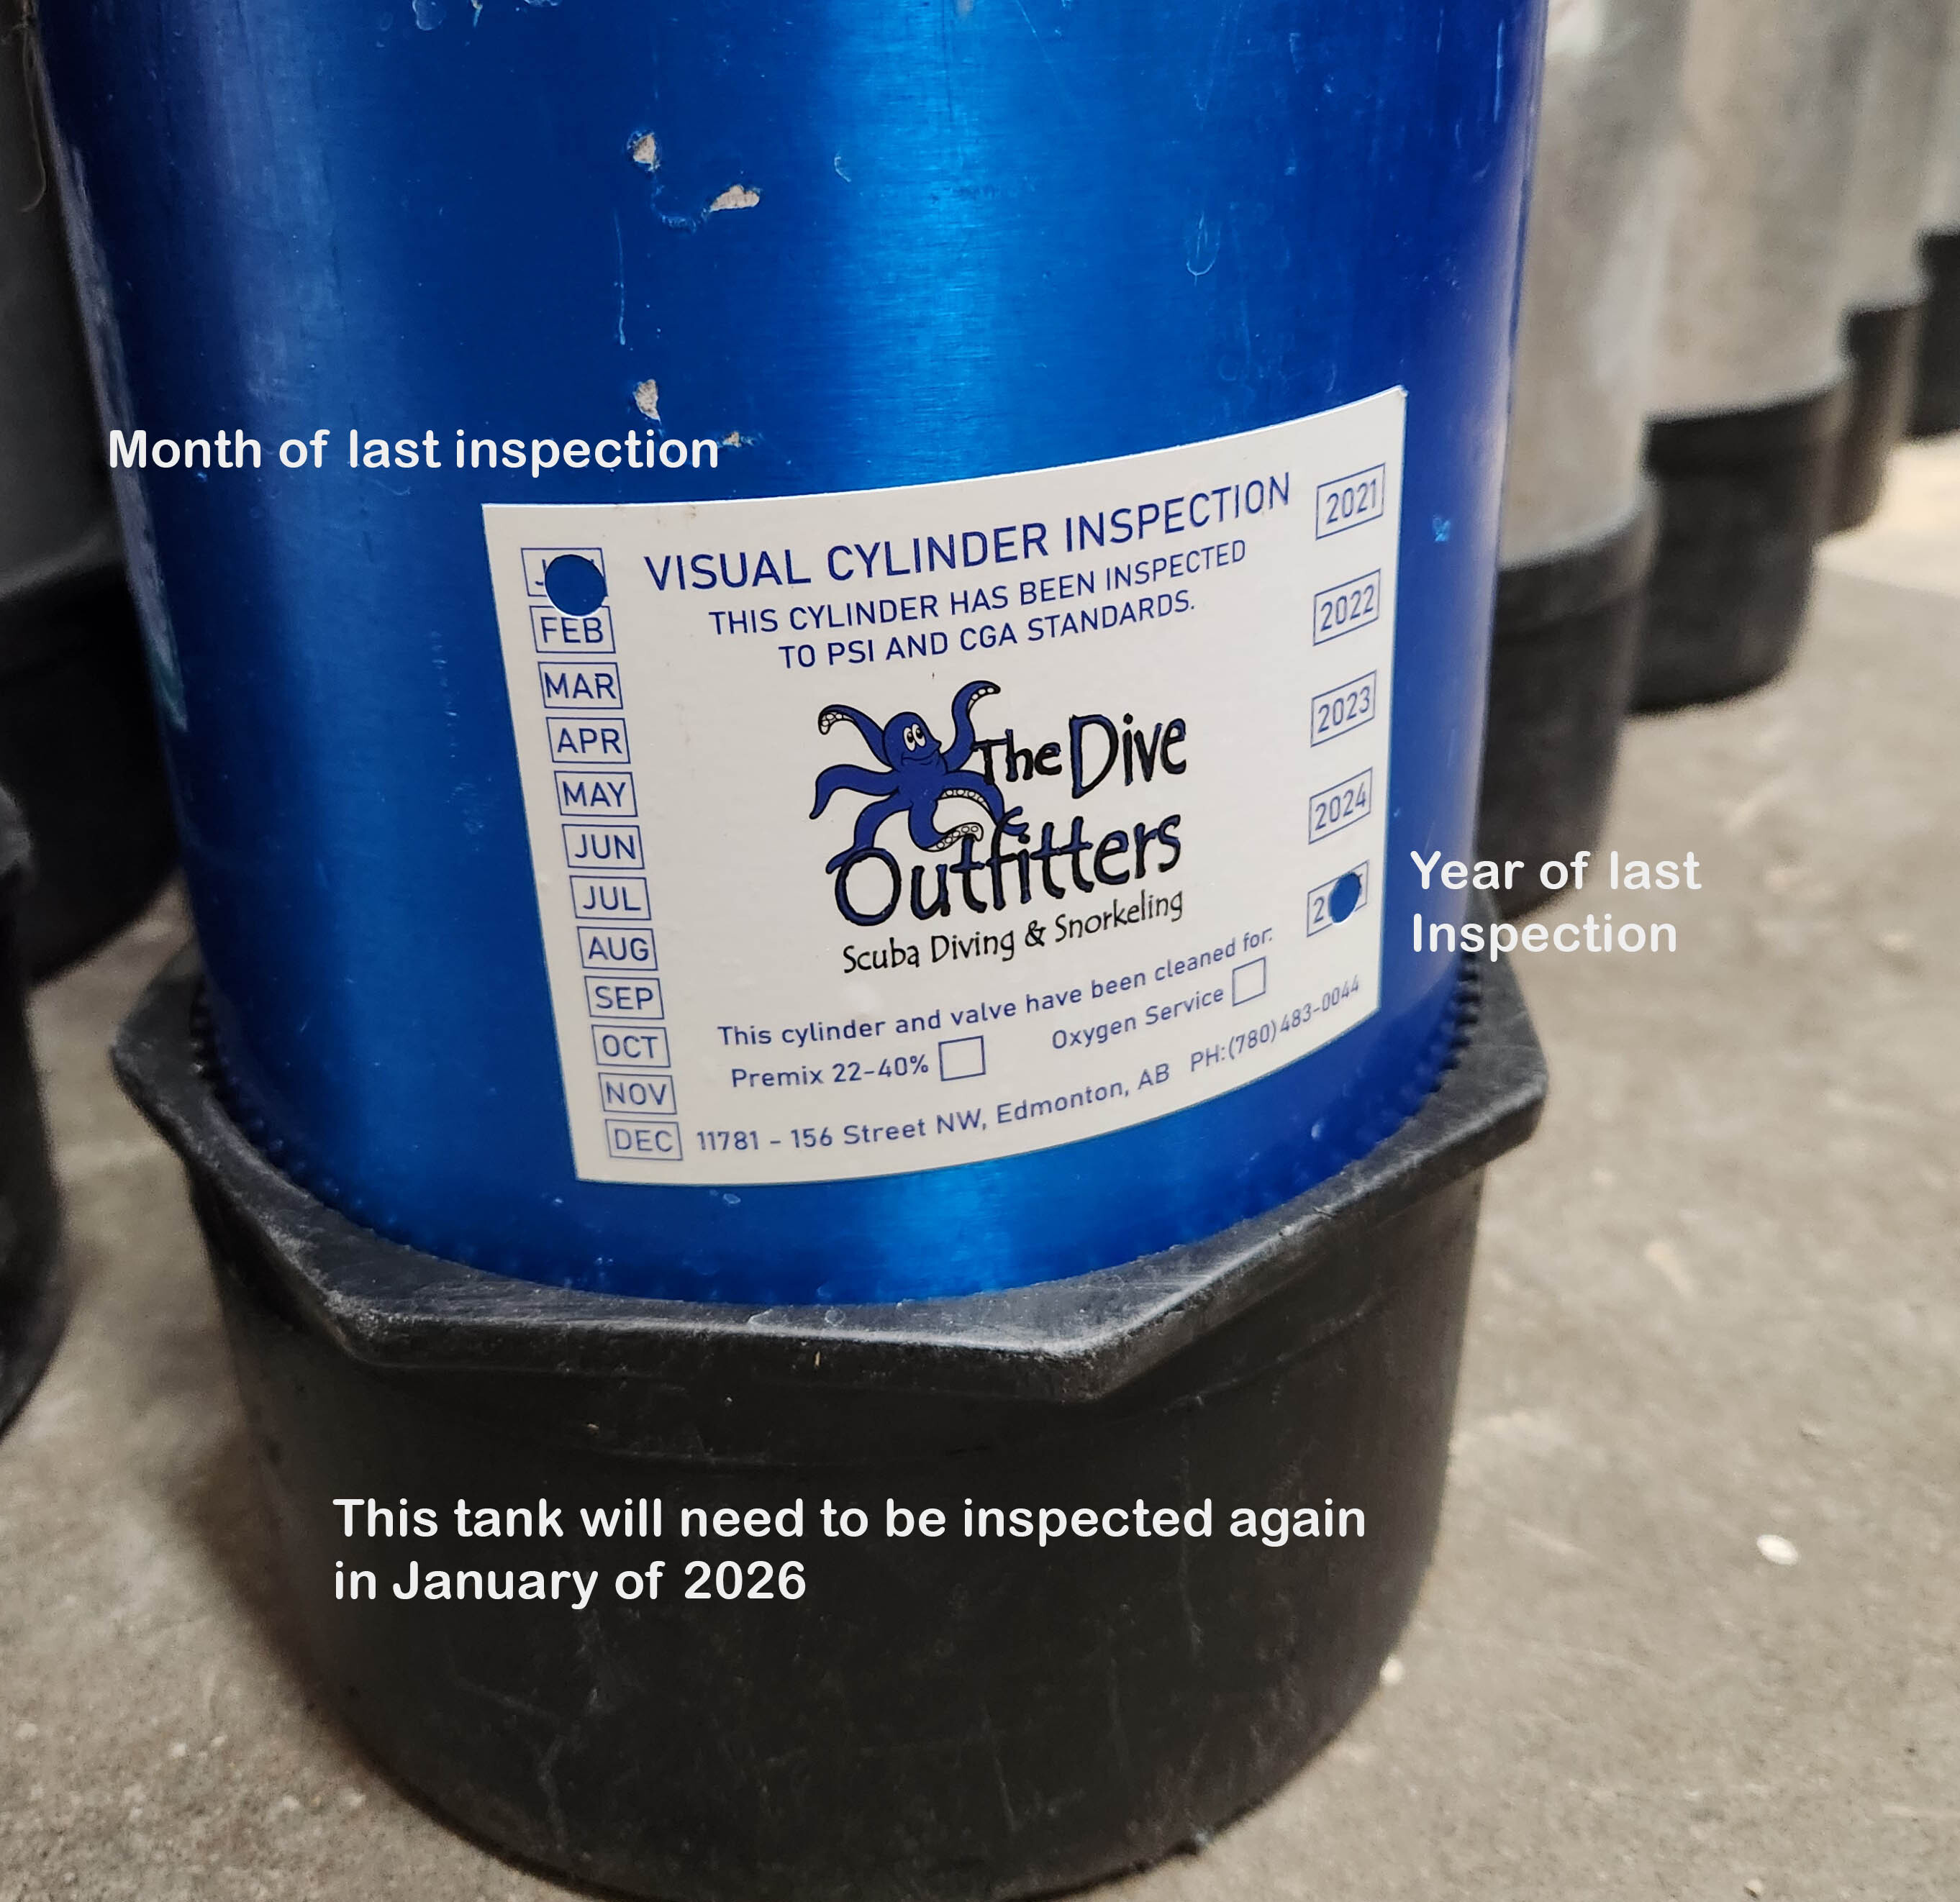 Month of last inspection
VISUAL CYLINDER INSPECTION
THIS CYLINDER HAS BEEN INSPECTED
TO PSI AND CGA STANDARDS.
FEB
MAR
APR
MAY
JUN
JUL
AUG
SEP
OCT
NOV
DEC
2021
2022
2023
2024
The Dive
Outfitters
Scuba Diving & Snorkeling
This cylinder and valve have been cleaned for:
Premix 22-40% Oxygen Service
11781 - 156 Street NW, Edmonton, AB PH:(780)483-0044
Year of last
Inspection
This tank will need to be inspected again
in January of 2026